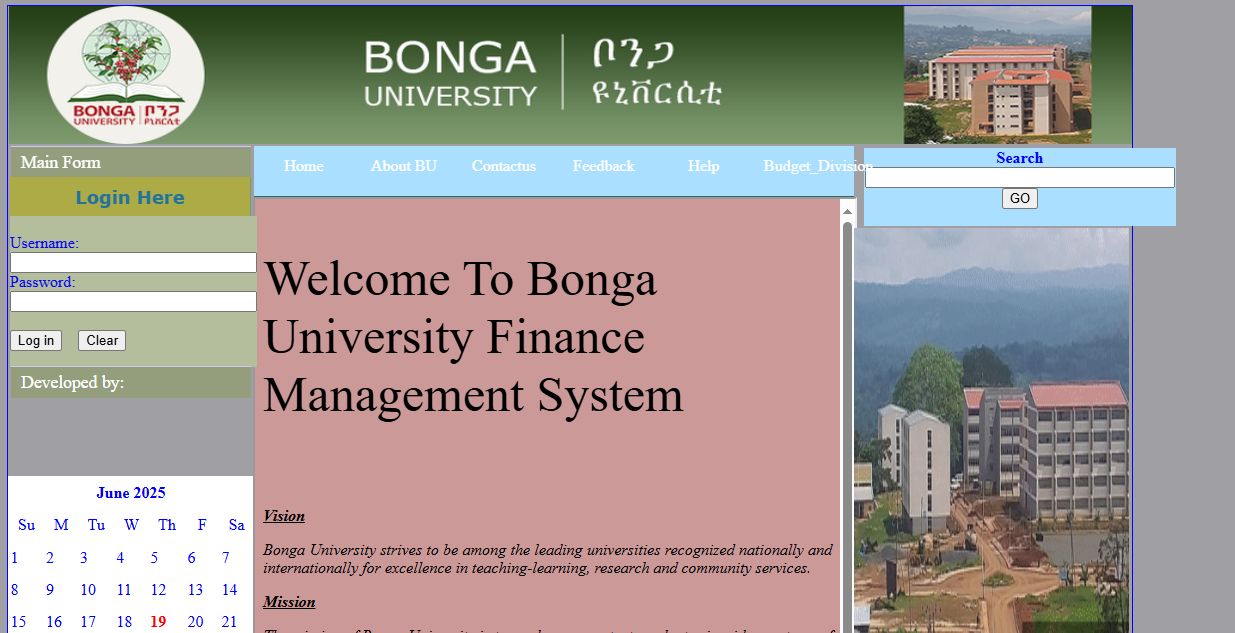 BONGA
UNIVERSITY
ቦንጋ
ዩኒቨርሲቲ
BONGA
UNIVERSITY
ቦንጋ
ዩኒቨርሲቲ
Main Form
Home About BU Contactus Feedback Help Budget_Division
Search
GO
Login Here
Username:
Password:
Log in Clear
Developed by:
June 2025
Su M Tu W Th F Sa
1 2 3 4 5 6 7
8 9 10 11 12 13 14
15 16 17 18 19 20 21
Welcome To Bonga
University Finance
Management System
Vision
Bonga University strives to be among the leading universities recognized nationally and
internationally for excellence in teaching-learning, research and community services.
Mission